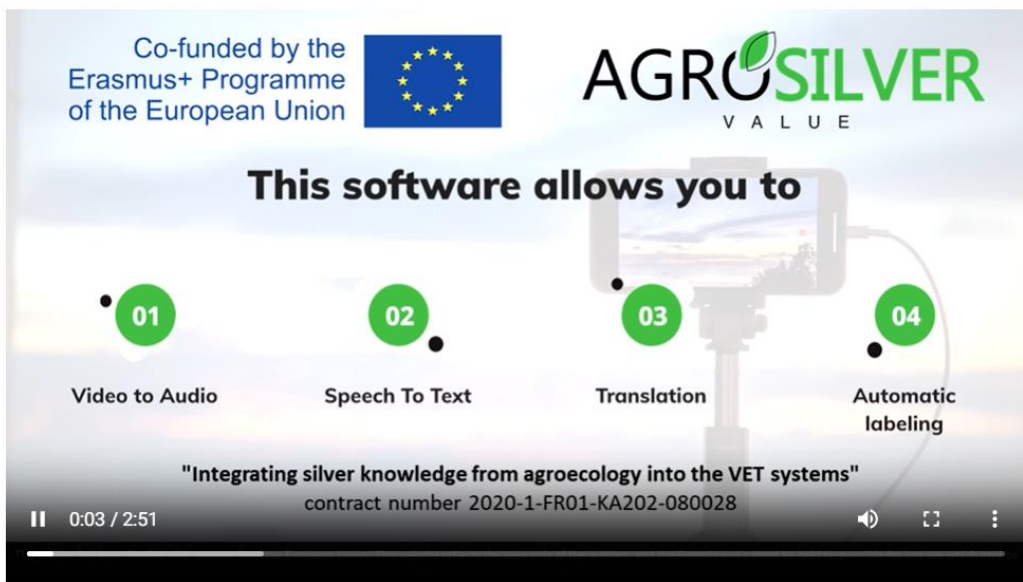 Co-funded by the
Erasmus+ Programme
of the European Union
AGROSILVER
VALUE
This software allows you to
01
02
03
04
Video to Audio
Speech To Text
Translation
Automatic
labeling
"Integrating silver knowledge from agroecology into the VET systems"
contract number 2020-1-FR01-KA202-080028
0:03 / 2:51